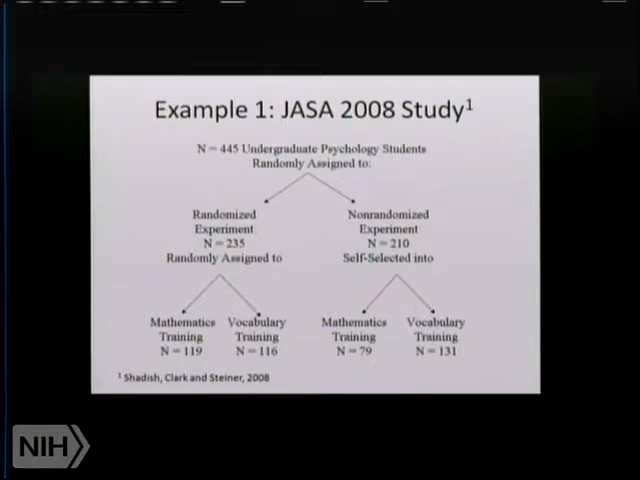 Example 1: JASA 2008 Study1
N = 445 Undergraduate Psychology Students
Randomly Assigned to:
Randomized
Experiment
N = 235
Randomly Assigned to
Nonrandomized
Experiment
N = 210
Self-Selected into
Mathematics
Training
N = 119
Vocabulary
Training
N = 116
Mathematics
Training
N = 79
Vocabulary
Training
N = 131
1 Shadish, Clark and Steiner, 2008
NIH